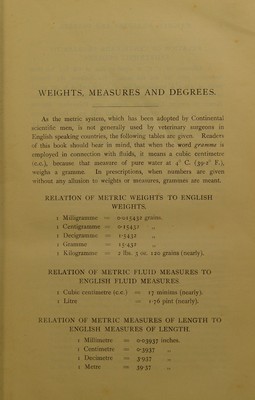 WEIGHTS, MEASURES AND DEGREES.
As the metric system, which has been adopted by Continental
scientific men, is not generally used by veterinary surgeons in
English speaking countries, the following tables are given. Readers
of this book should bear in mind, that when the word gramme is
employed in connection with fluids, it means a cubic centimetre
(c.c.), because that measure of pure water at 4° C. (39·2° F.),
weighs a gramme. In prescriptions, when numbers are given
without any allusion to weights or measures, grammes are meant.
RELATION OF METRIC WEIGHTS TO ENGLISH
WEIGHTS.
1 Milligramme = 0·015432 grains.
1 Centigramme = 0·15432 „
1 Decigramme = 1·5432 „
1 Gramme = 15·432 „
1 Kilogramme = 2 lbs. 3 oz. 120 grains (nearly).
RELATION OF METRIC FLUID MEASURES TO
ENGLISH FLUID MEASURES.
1 Cubic centimetre (c.c.) = 17 minims (nearly).
1 Litre = 1·76 pint (nearly).
RELATION OF METRIC MEASURES OF LENGTH TO
ENGLISH MEASURES OF LENGTH.
1 Millimetre = 0·03937 inches.
1 Centimetre = 0·3937 „
1 Decimetre = 3·937 „
1 Metre = 39·37 „